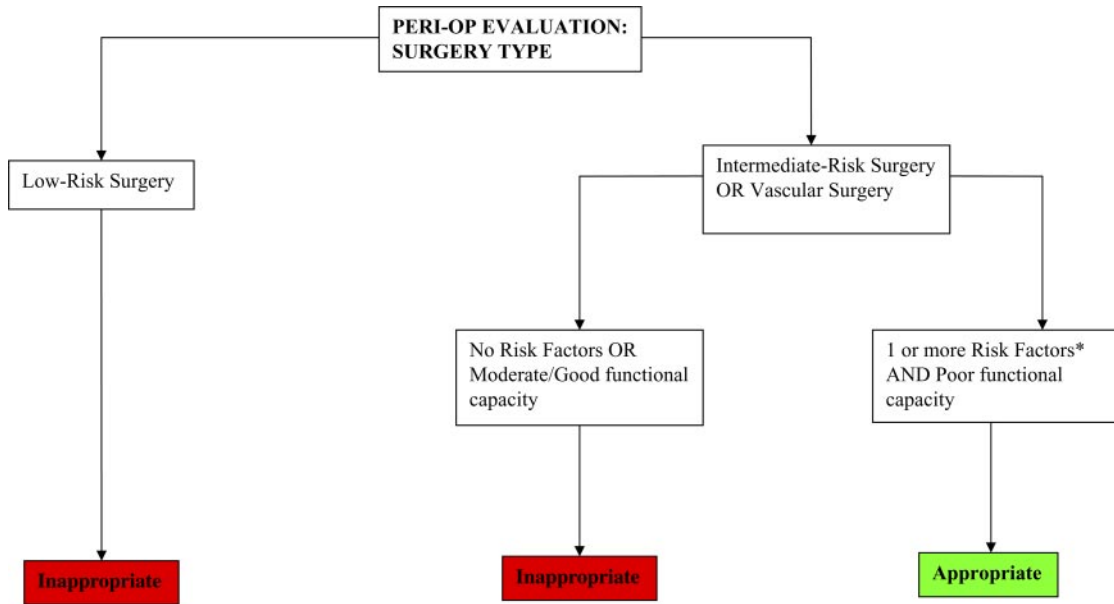 PERI-OP EVALUATION:
SURGERY TYPE
Low-Risk Surgery
Intermediate-Risk Surgery
OR Vascular Surgery
No Risk Factors OR
Moderate/Good functional
capacity
1 or more Risk Factors*
AND Poor functional
capacity
Inappropriate
Inappropriate
Appropriate